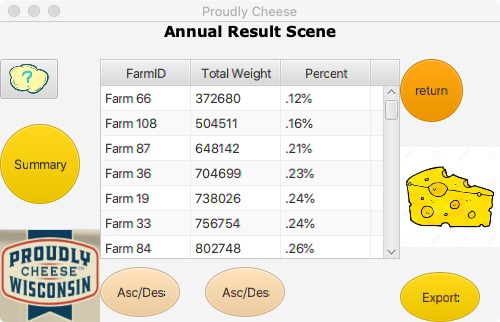 Proudly Cheese
Annual Result Scene
?
FarmID Total Weight Percent
Farm 66 372680 .12%
Farm 108 504511 .16%
Farm 87 648142 .21%
Farm 36 704699 .23%
Farm 19 738026 .24%
Farm 33 756754 .24%
Farm 84 802748 .26%
return
Summary
PROUDLY
CHEESE™
WISCONSIN
Asc/Des: Asc/Des:
Export: